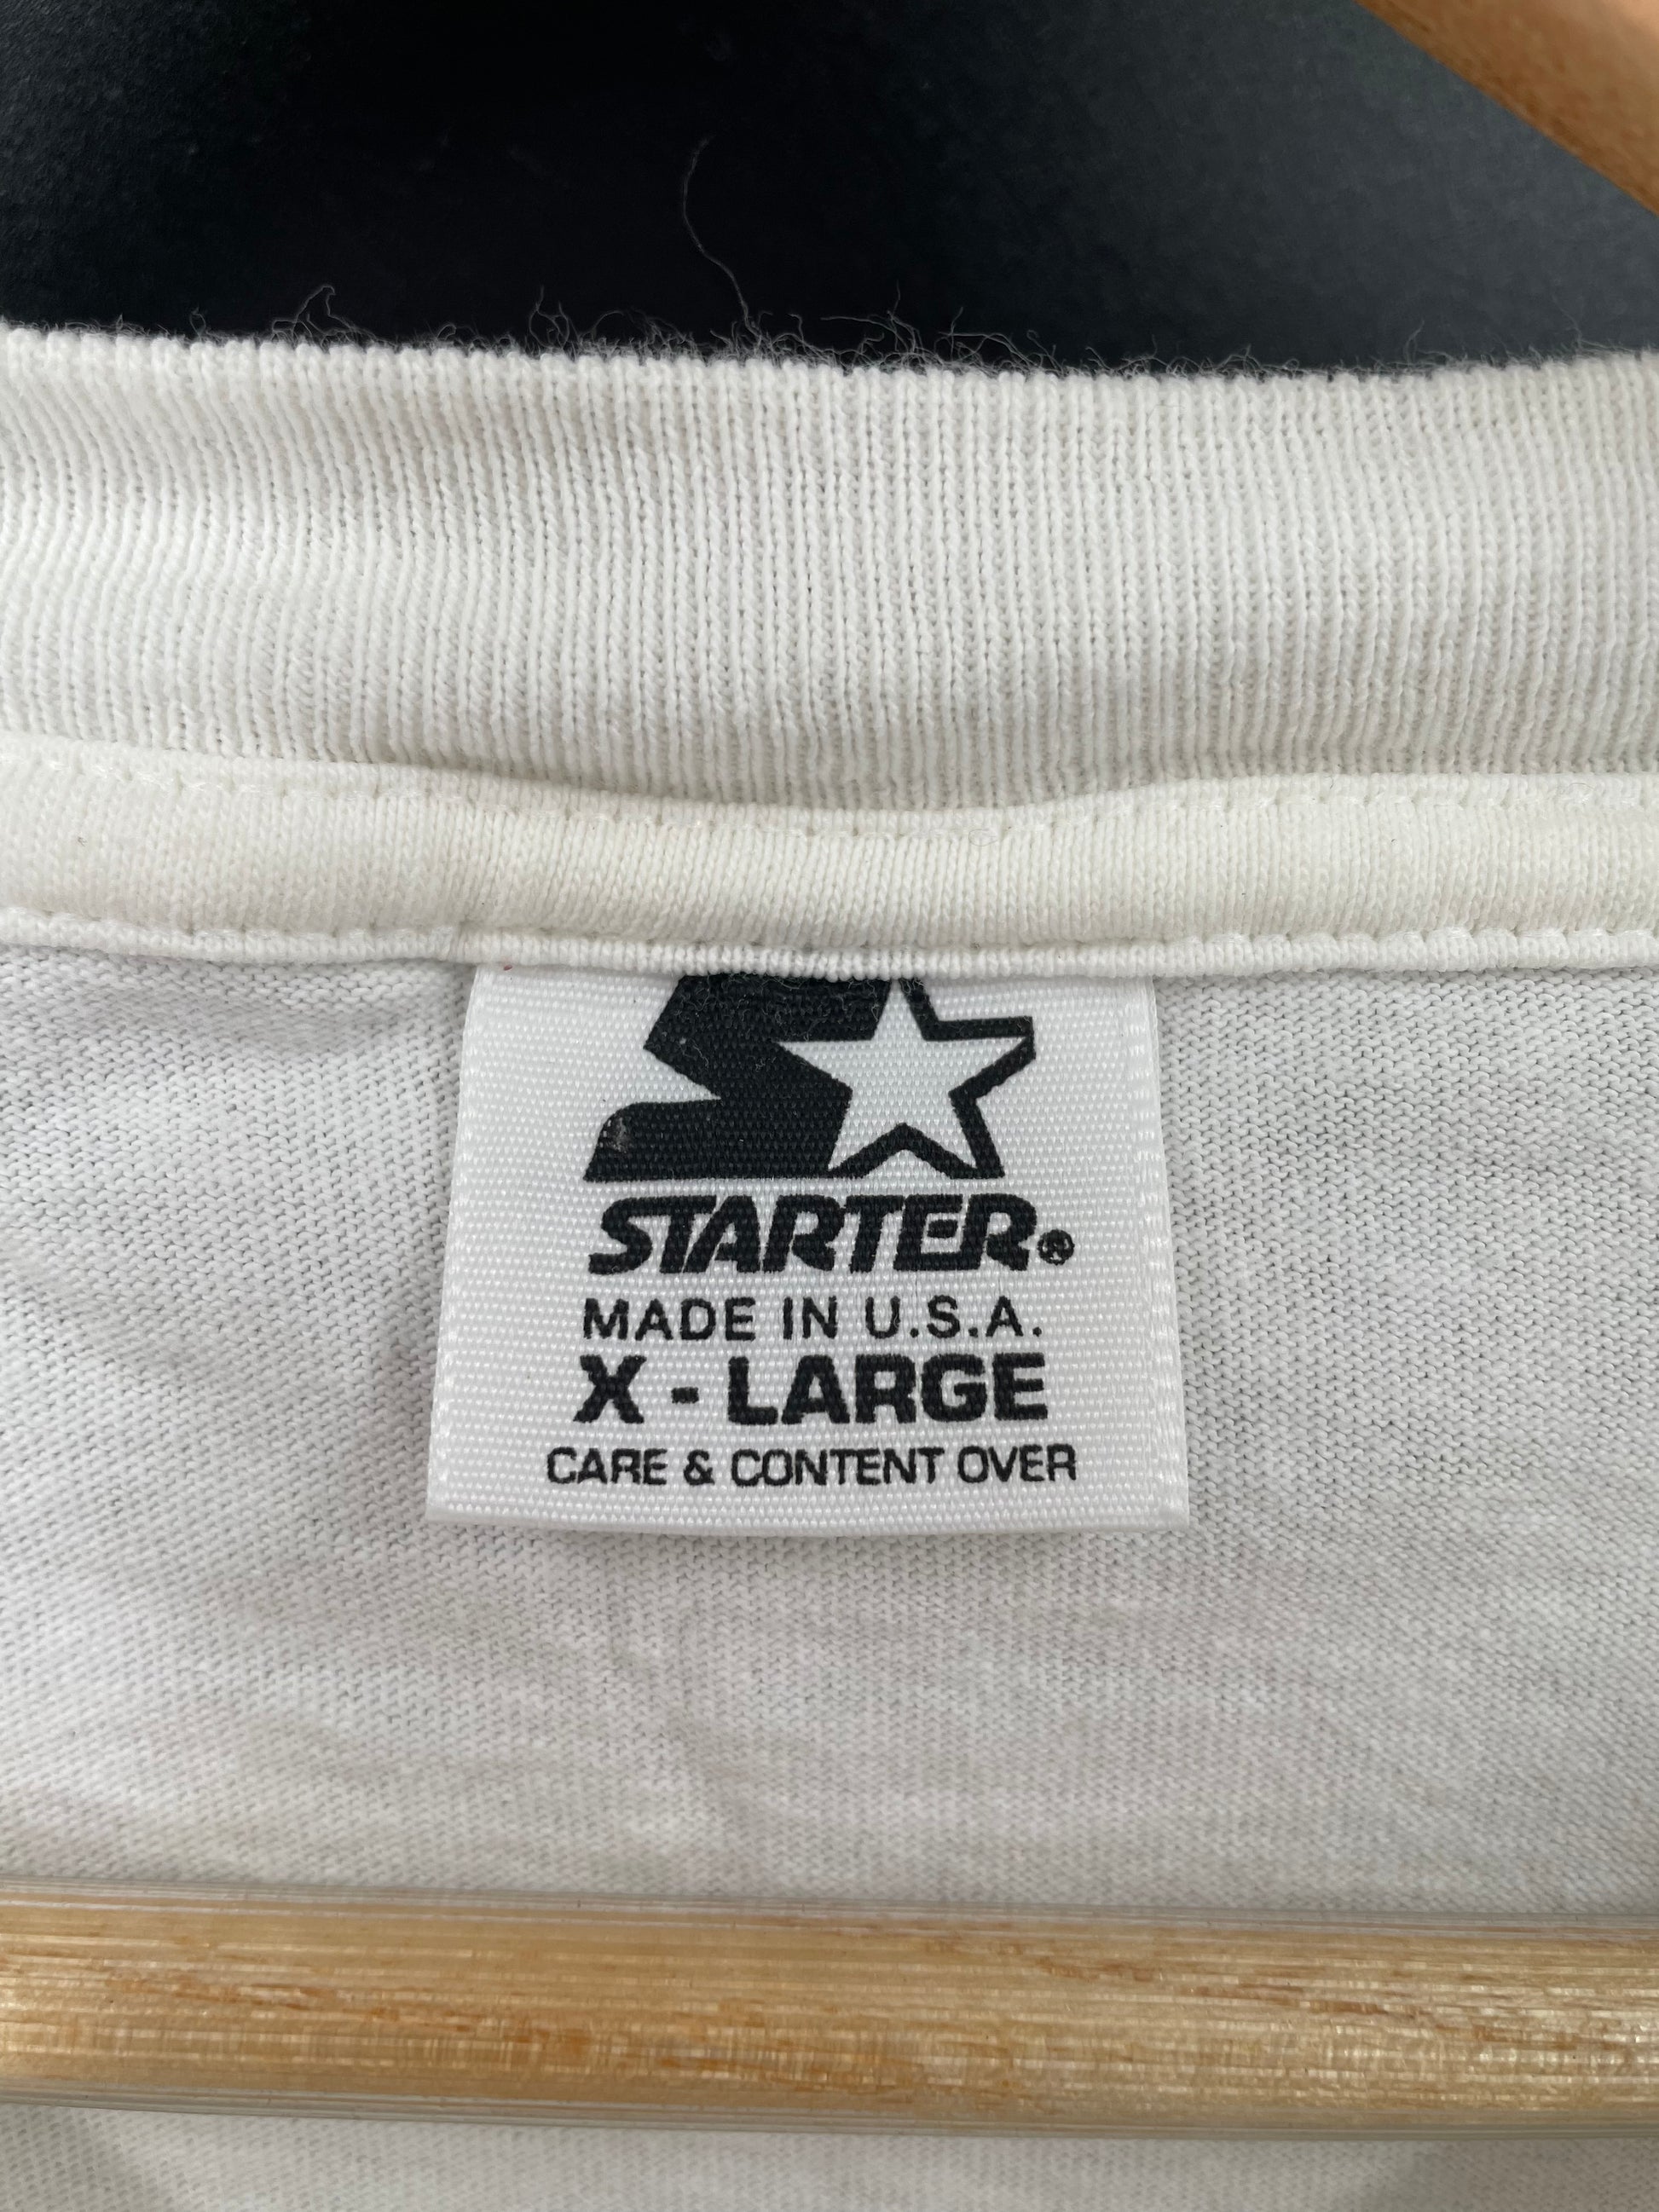 STARTER®
MADE IN U.S.A.
X - LARGE
CARE & CONTENT OVER